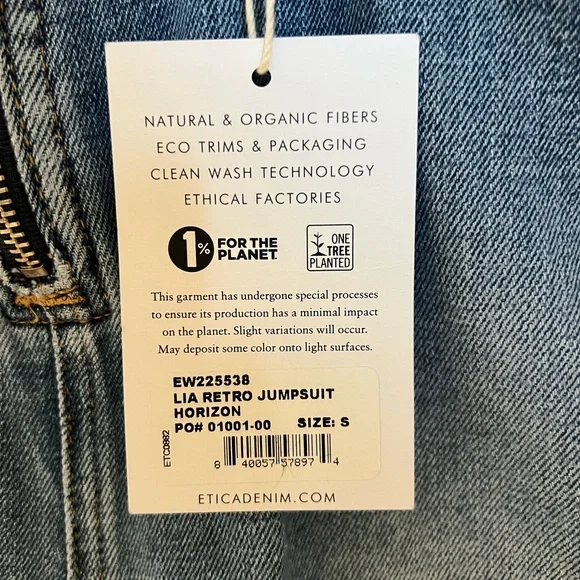 NATURAL & ORGANIC FIBERS
ECO TRIMS & PACKAGING
CLEAN WASH TECHNOLOGY
ETHICAL FACTORIES
1% FOR THE PLANET
ONE TREE PLANTED
This garment has undergone special processes
to ensure its production has a minimal impact
on the planet. Slight variations will occur.
May deposit some color onto light surfaces.
EW225538
LIA RETRO JUMPSUIT
HORIZON
PO# 01001-00 SIZE: S
ETC0862
8 40057 57897 4
ETICADENIM.COM